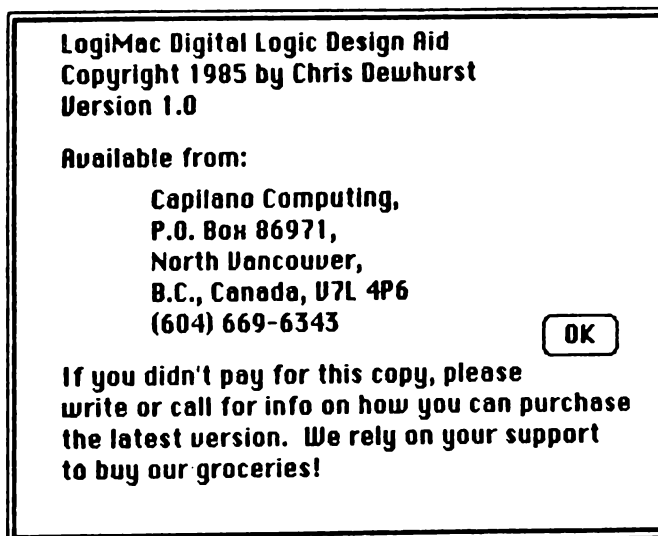 LogiMac Digital Logic Design Aid
Copyright 1985 by Chris Dewhurst
Version 1.0
Available from:
Capilano Computing,
P.O. Box 86971,
North Vancouver,
B.C., Canada, V7L 4P6
(604) 669-6343
OK
If you didn't pay for this copy, please
write or call for info on how you can purchase
the latest version.  We rely on your support
to buy our groceries!